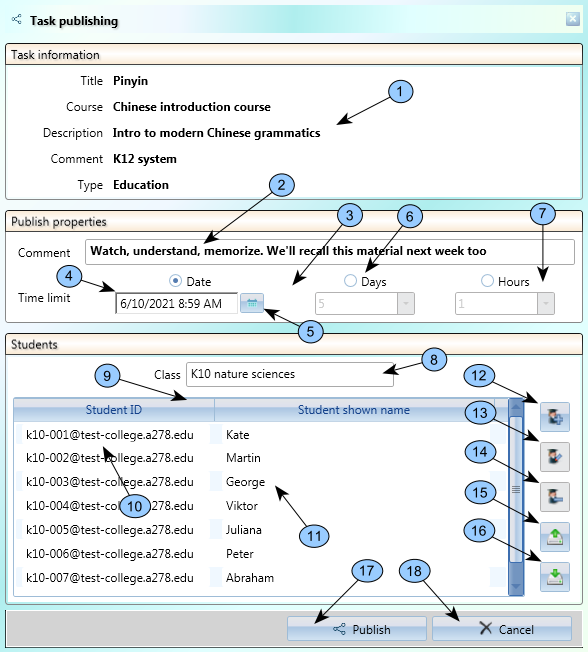 Task publishing
Task information
Title Pinyin
1
Course Chinese introduction course
Description Intro to modern Chinese grammatics
Comment K12 system
Type Education
2
Publish properties
3
6
7
Comment Watch, understand, memorize. We'll recall this material next week too
4
Date Days Hours
Time limit 6/10/2021 8:59 AM 5 1
5
Students
8
Class K10 nature sciences
9
12
Student ID Student shown name
13
k10-001@test-college.a278.edu Kate
k10-002@test-college.a278.edu Martin
14
k10-003@test-college.a278.edu George
15
k10-004@test-college.a278.edu Viktor
10
k10-005@test-college.a278.edu Juliana
11
16
k10-006@test-college.a278.edu Peter
k10-007@test-college.a278.edu Abraham
17
18
Publish Cancel